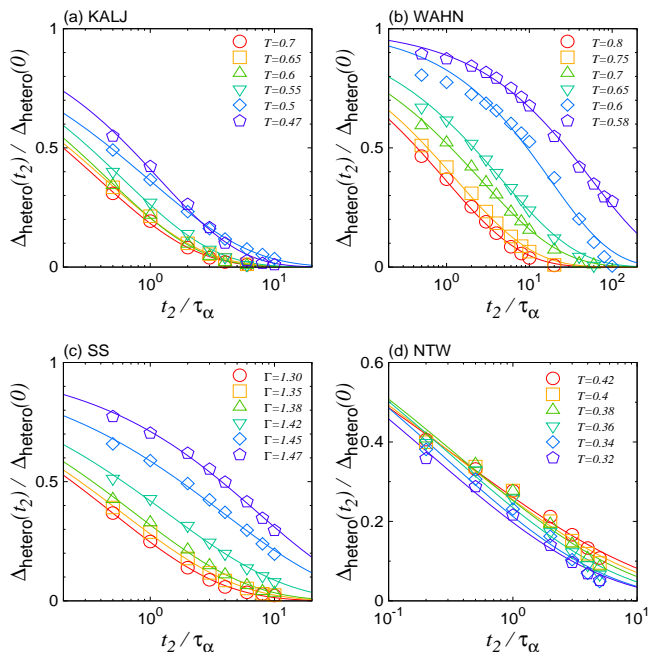 (a) KALJ
Δhetero(t2) / Δhetero(0)
1
0.5
0
10^0
10^1
t2 / τα
T=0.7
T=0.65
T=0.6
T=0.55
T=0.5
T=0.47
(b) WAHN
Δhetero(t2) / Δhetero(0)
1
0.5
0
10^0
10^1
10^2
t2 / τα
T=0.8
T=0.75
T=0.7
T=0.65
T=0.6
T=0.58
(c) SS
Δhetero(t2) / Δhetero(0)
1
0.5
0
10^0
10^1
t2 / τα
Γ=1.30
Γ=1.35
Γ=1.38
Γ=1.42
Γ=1.45
Γ=1.47
(d) NTW
Δhetero(t2) / Δhetero(0)
0.6
0.4
0.2
0
10^-1
10^0
10^1
t2 / τα
T=0.42
T=0.4
T=0.38
T=0.36
T=0.34
T=0.32